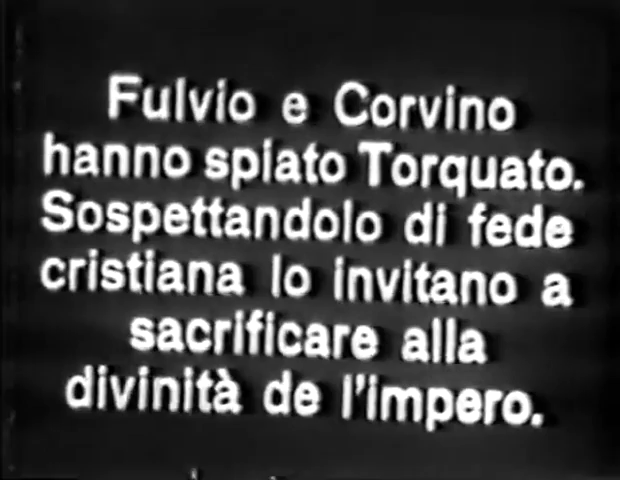 Fulvio e Corvino
hanno spiato Torquato.
Sospettandolo di fede
cristiana lo invitano a
sacrificare alla
divinità de l'impero.